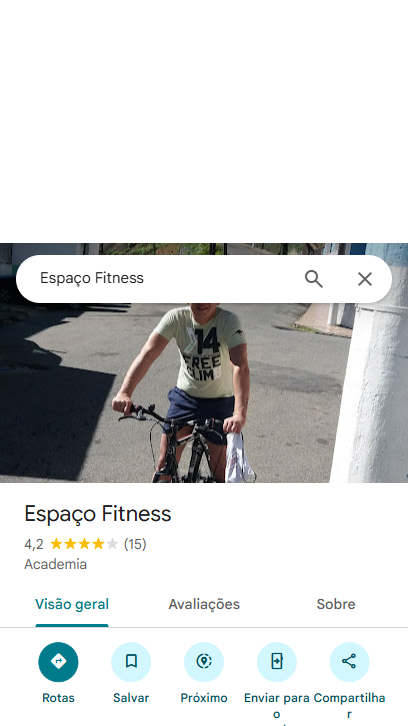 Espaço Fitness
14
FREE
CLIM
Espaço Fitness
4,2 (15)
Academia
Visão geral Avaliações Sobre
Rotas Salvar Próximo Enviar para o Compartilhar